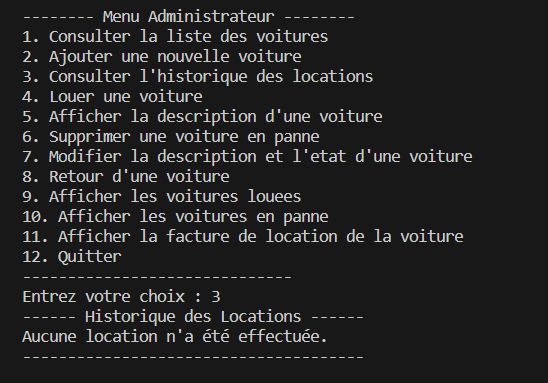 -------- Menu Administrateur --------
1. Consulter la liste des voitures
2. Ajouter une nouvelle voiture
3. Consulter l'historique des locations
4. Louer une voiture
5. Afficher la description d'une voiture
6. Supprimer une voiture en panne
7. Modifier la description et l'etat d'une voiture
8. Retour d'une voiture
9. Afficher les voitures louees
10. Afficher les voitures en panne
11. Afficher la facture de location de la voiture
12. Quitter
------------------------------
Entrez votre choix : 3
------ Historique des Locations ------
Aucune location n'a été effectuée.
--------------------------------------